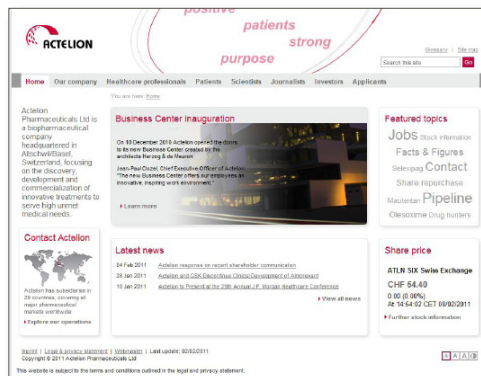 positive
patients
strong
purpose
ACTELION
Glossary | Site map
Search this site
Go
Home Our company Healthcare professionals Patients Scientists Journalists Investors Applicants
You are here: Home
Actelion
Pharmaceuticals Ltd is
a biopharmaceutical
company
headquartered in
Allschwil/Basel,
Switzerland, focusing
on the discovery,
development and
commercialization of
innovative treatments to
serve high unmet
medical needs.
Business Center inauguration
On 10 December 2010 Actelion opened the doors
to its new Business Center created by the
architects Herzog & de Meuron
Jean-Paul Clozel, Chief Executive Officer of Actelion:
"The new Business Center offers our employees an
innovative, inspiring work environment."
Learn more
Featured topics
Jobs Stock information
Facts & Figures
Selexipag Contact
Share repurchase
Macitentan Pipeline
Drug hunters
Contact Actelion
Actelion has subsidiaries in
29 countries, covering all
major pharmaceutical
markets worldwide
Explore our operations
Latest news
04 Feb 2011 Actelion response on recent shareholder communication
28 Jan 2011 Actelion and GSK Discontinue Clinical Development of Almorexant
10 Jan 2011 Actelion to Present at the 29th Annual J.P. Morgan Healthcare Conference
View all news
Share price
ATLN SIX Swiss Exchange
CHF 54.40
0.00 (0.00%)
At 14:54:02 CET 08/02/2011
Further stock information
Imprint | Legal & privacy statement | Webmaster | Last update: 02/02/2011
Copyright © 2011 Actelion Pharmaceuticals Ltd
A A
This website is subject to the terms and conditions outlined in the legal and privacy statement.